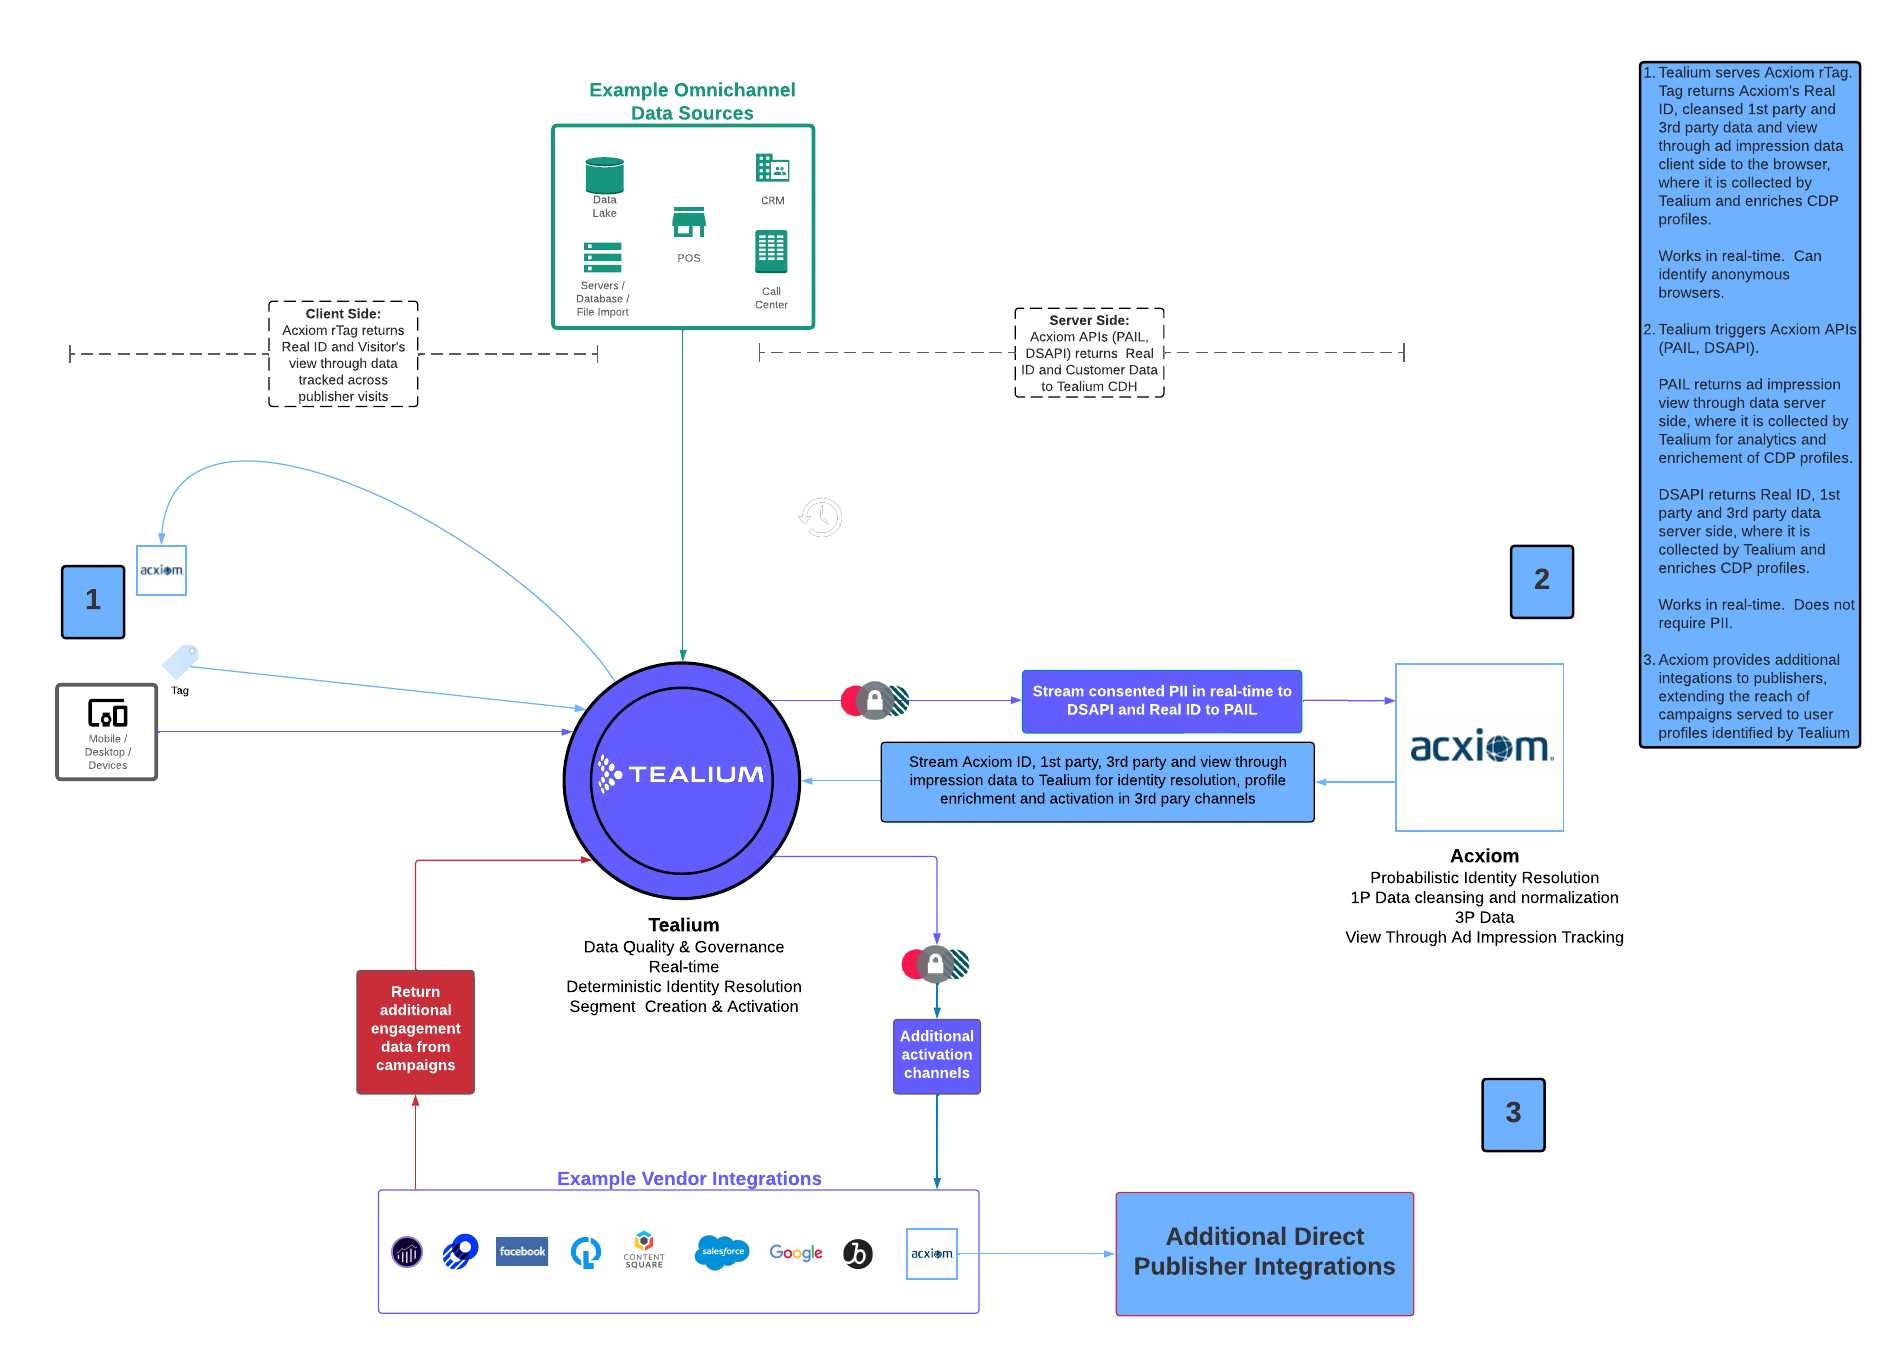 Example Omnichannel
Data Sources
Data
Lake
CRM
POS
Servers /
Database /
File Import
Call
Center
Client Side:
Acxiom rTag returns
Real ID and Visitor's
view through data
tracked across
publisher visits
Server Side:
Acxiom APIs (PAIL,
DSAPI) returns  Real
ID and Customer Data
to Tealium CDH
1
acxiom
Tag
Mobile /
Desktop /
Devices
TEALIUM
Stream consented PII in real-time to
DSAPI and Real ID to PAIL
Stream Acxiom ID, 1st party, 3rd party and view through
impression data to Tealium for identity resolution, profile
enrichment and activation in 3rd pary channels
2
acxiom
Acxiom
Probabilistic Identity Resolution
1P Data cleansing and normalization
3P Data
View Through Ad Impression Tracking
Tealium
Data Quality & Governance
Real-time
Deterministic Identity Resolution
Segment  Creation & Activation
Return
additional
engagement
data from
campaigns
Additional
activation
channels
3
Example Vendor Integrations
facebook
CONTENT
SQUARE
salesforce
Google
b
acxiom
Additional Direct
Publisher Integrations
1. Tealium serves Acxiom rTag.
Tag returns Acxiom's Real
ID, cleansed 1st party and
3rd party data and view
through ad impression data
client side to the browser,
where it is collected by
Tealium and enriches CDP
profiles.
Works in real-time.  Can
identify anonymous
browsers.
2. Tealium triggers Acxiom APIs
(PAIL, DSAPI).
PAIL returns ad impression
view through data server
side, where it is collected by
Tealium for analytics and
enrichement of CDP profiles.
DSAPI returns Real ID, 1st
party and 3rd party data
server side, where it is
collected by Tealium and
enriches CDP profiles.
Works in real-time.  Does not
require PII.
3. Acxiom provides additional
integations to publishers,
extending the reach of
campaigns served to user
profiles identified by Tealium